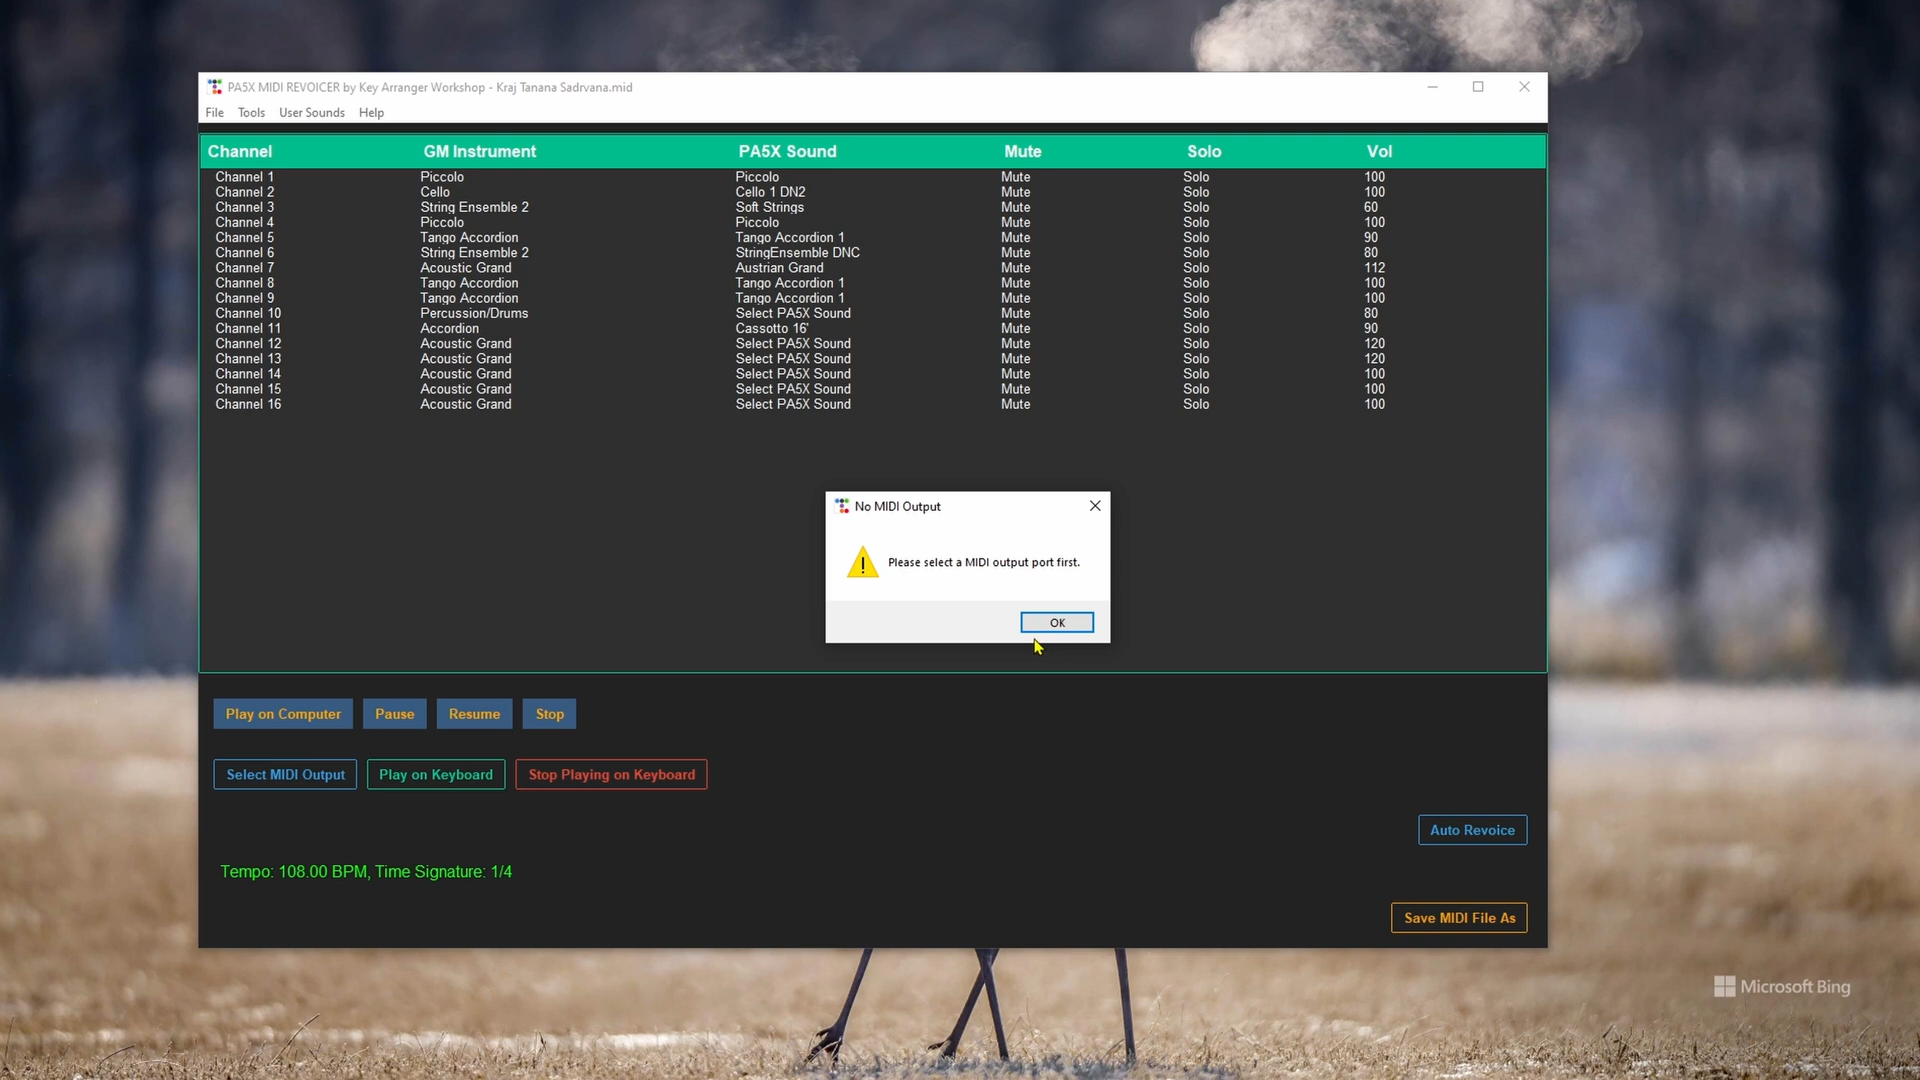 PA5X MIDI REVOICER by Key Arranger Workshop - Kraj Tanana Sadrvana.mid
File Tools User Sounds Help
Channel GM Instrument PA5X Sound Mute Solo Vol
Channel 1 Piccolo Piccolo Mute Solo 100
Channel 2 Cello Cello 1 DN2 Mute Solo 100
Channel 3 String Ensemble 2 Soft Strings Mute Solo 60
Channel 4 Piccolo Piccolo Mute Solo 100
Channel 5 Tango Accordion Tango Accordion 1 Mute Solo 90
Channel 6 String Ensemble 2 StringEnsemble DNC Mute Solo 80
Channel 7 Acoustic Grand Austrian Grand Mute Solo 112
Channel 8 Tango Accordion Tango Accordion 1 Mute Solo 100
Channel 9 Tango Accordion Tango Accordion 1 Mute Solo 100
Channel 10 Percussion/Drums Select PA5X Sound Mute Solo 80
Channel 11 Accordion Cassotto 16' Mute Solo 90
Channel 12 Acoustic Grand Select PA5X Sound Mute Solo 120
Channel 13 Acoustic Grand Select PA5X Sound Mute Solo 120
Channel 14 Acoustic Grand Select PA5X Sound Mute Solo 100
Channel 15 Acoustic Grand Select PA5X Sound Mute Solo 100
Channel 16 Acoustic Grand Select PA5X Sound Mute Solo 100
No MIDI Output
Please select a MIDI output port first.
OK
Play on Computer Pause Resume Stop
Select MIDI Output Play on Keyboard Stop Playing on Keyboard
Auto Revoice
Tempo: 108.00 BPM, Time Signature: 1/4
Save MIDI File As
Microsoft Bing